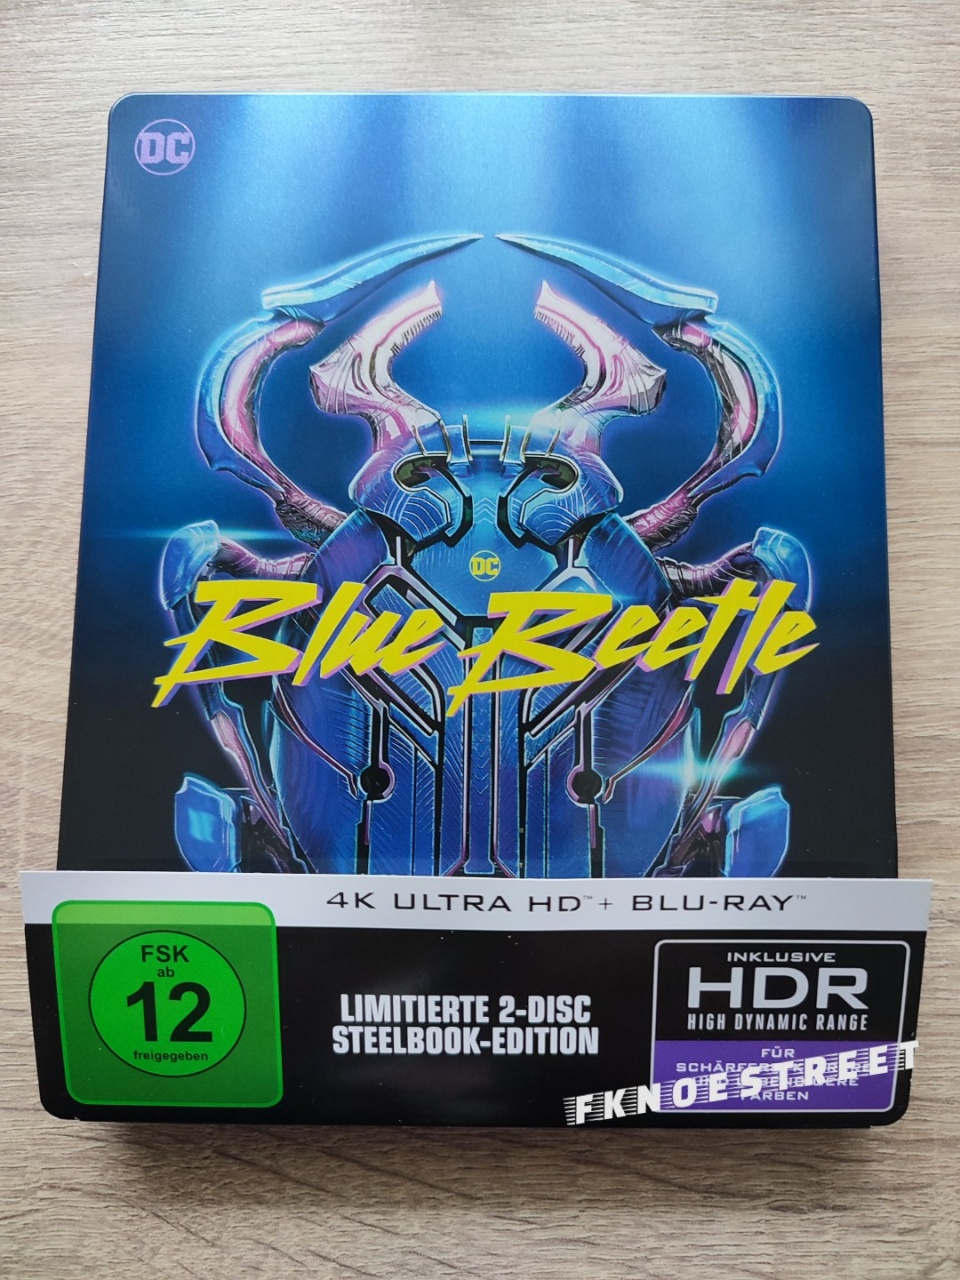 DC
DC
Blue Beetle
4K ULTRA HD™ + BLU-RAY™
FSK
ab
12
freigegeben
LIMITIERTE 2-DISC
STEELBOOK-EDITION
INKLUSIVE
HDR
HIGH DYNAMIC RANGE
FÜR
FARBEN
FKNOESTREET